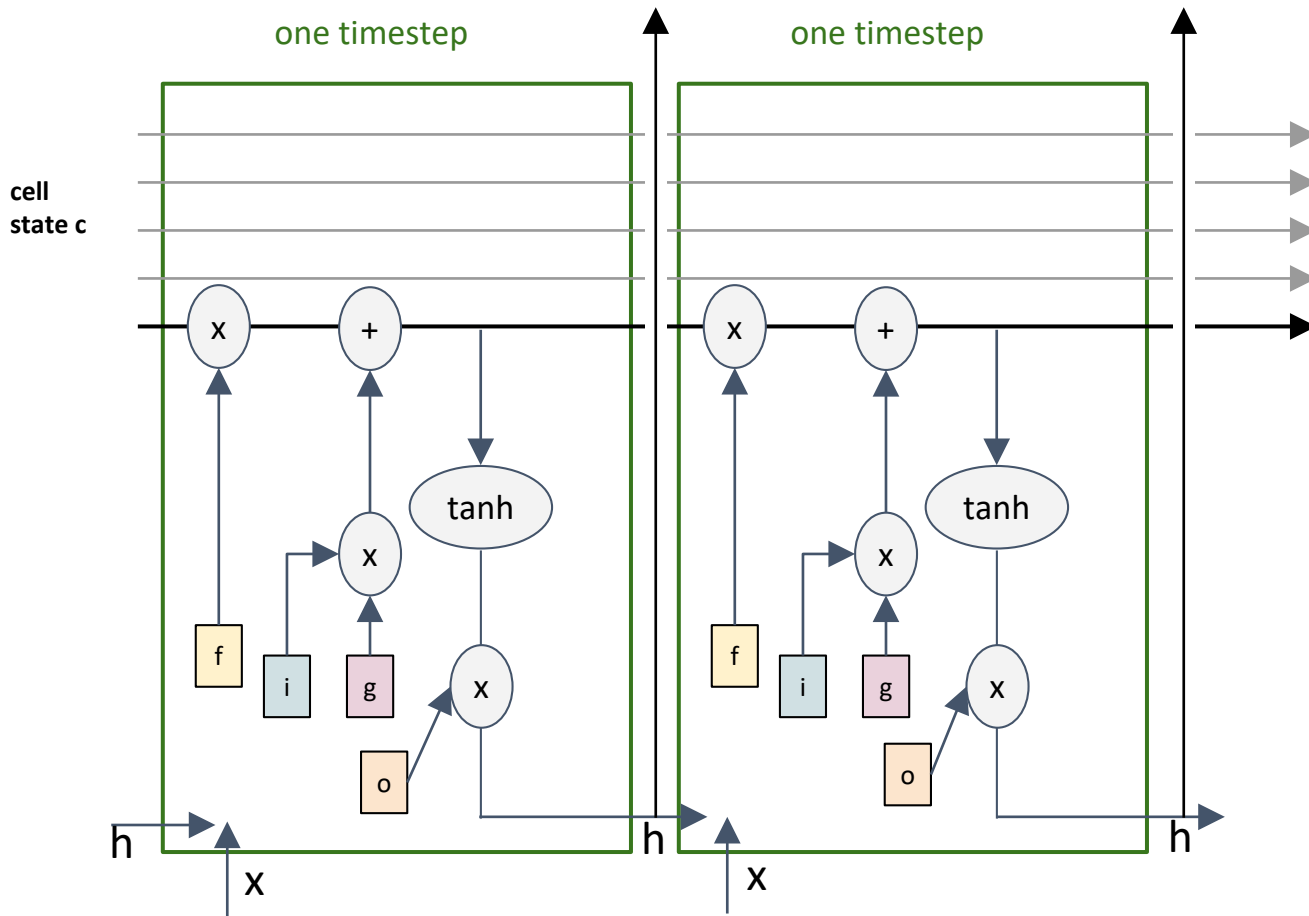 one timestep
one timestep
cell
state c
x
+
x
+
tanh
tanh
x
x
f
i
g
x
f
i
g
x
o
o
h
h
h
x
x